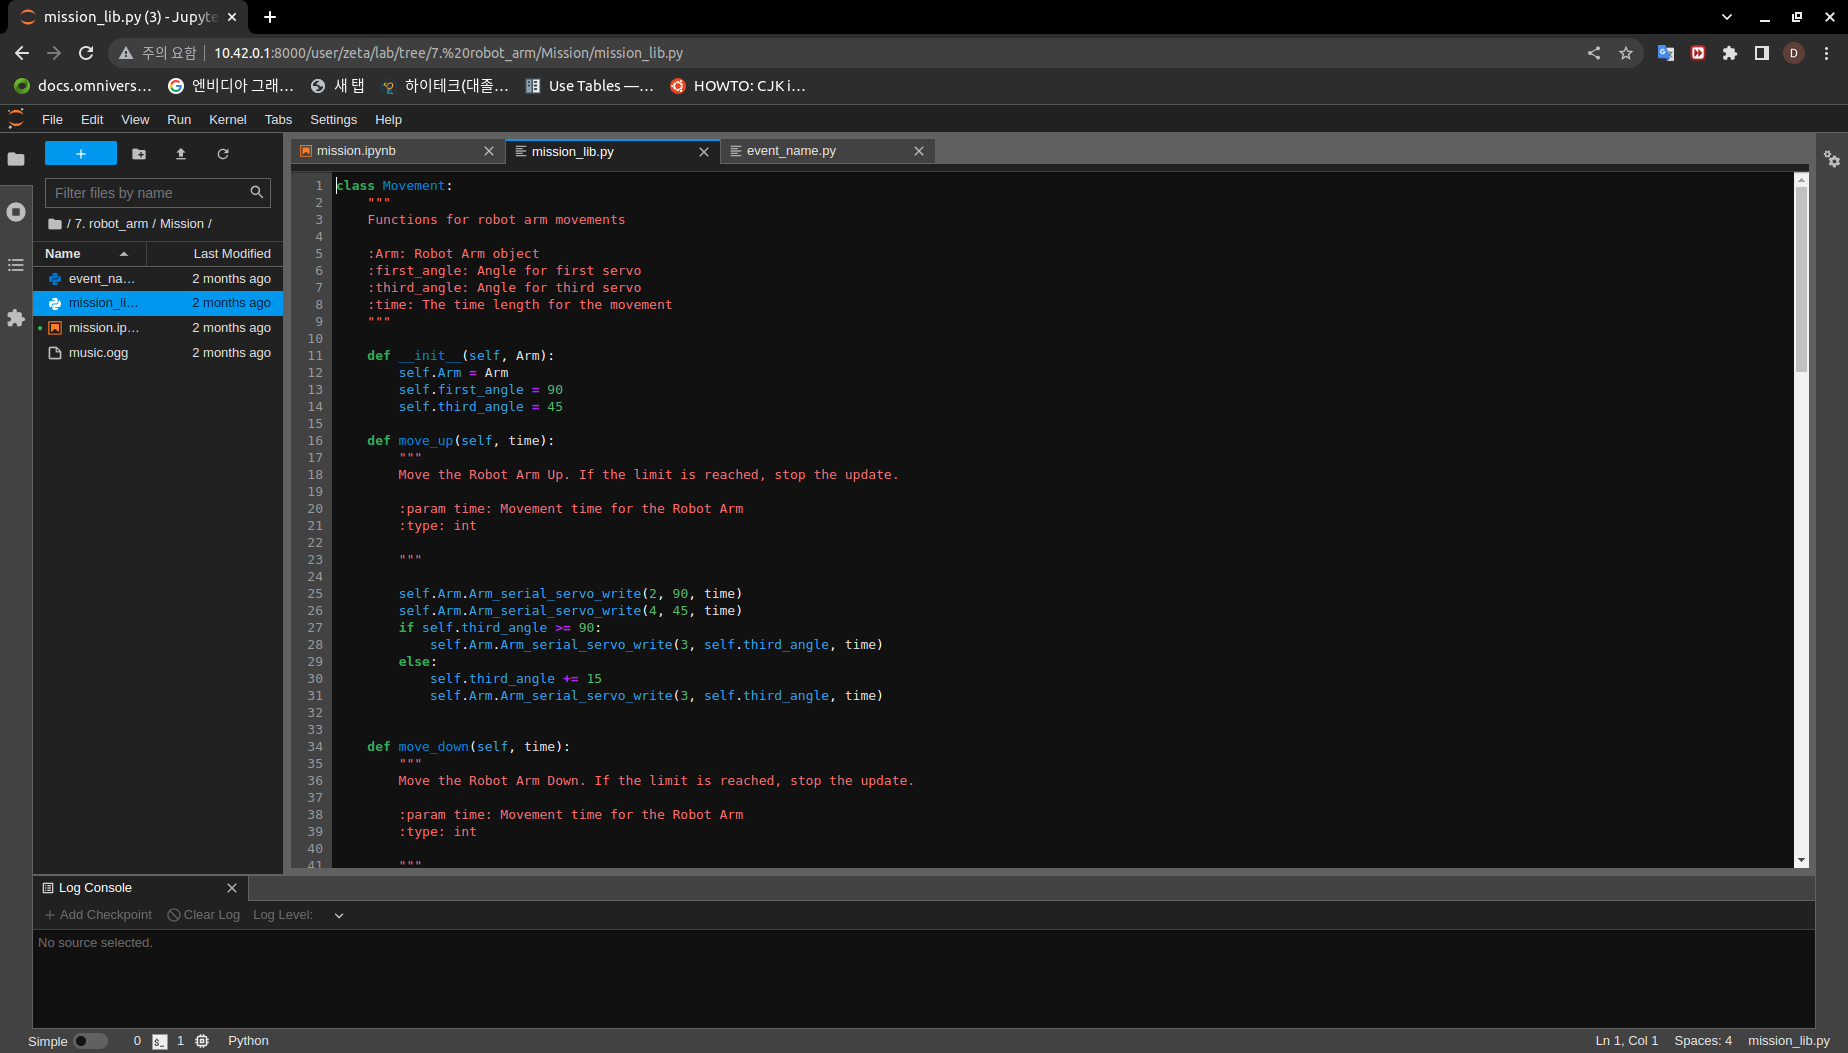 mission_lib.py (3) - Jupyte
주의 요함 10.42.0.1:8000/user/zeta/lab/tree/7.%20robot_arm/Mission/mission_lib.py
D
docs.omnivers… 엔비디아 그래… 새 탭 하이테크(대졸… Use Tables —… HOWTO: CJK i…
File Edit View Run Kernel Tabs Settings Help
mission.ipynb mission_lib.py event_name.py
Filter files by name
/ 7. robot_arm / Mission /
Name Last Modified
event_na… 2 months ago
mission_li… 2 months ago
mission.ip… 2 months ago
music.ogg 2 months ago
1 class Movement:
2 """
3 Functions for robot arm movements
4
5 :Arm: Robot Arm object
6 :first_angle: Angle for first servo
7 :third_angle: Angle for third servo
8 :time: The time length for the movement
9 """
10
11 def __init__(self, Arm):
12 self.Arm = Arm
13 self.first_angle = 90
14 self.third_angle = 45
15
16 def move_up(self, time):
17 """
18 Move the Robot Arm Up. If the limit is reached, stop the update.
19
20 :param time: Movement time for the Robot Arm
21 :type: int
22
23 """
24
25 self.Arm.Arm_serial_servo_write(2, 90, time)
26 self.Arm.Arm_serial_servo_write(4, 45, time)
27 if self.third_angle >= 90:
28 self.Arm.Arm_serial_servo_write(3, self.third_angle, time)
29 else:
30 self.third_angle += 15
31 self.Arm.Arm_serial_servo_write(3, self.third_angle, time)
32
33
34 def move_down(self, time):
35 """
36 Move the Robot Arm Down. If the limit is reached, stop the update.
37
38 :param time: Movement time for the Robot Arm
39 :type: int
40
41 """
Log Console
Add Checkpoint Clear Log Log Level:
No source selected.
Simple 0 1 Python Ln 1, Col 1 Spaces: 4 mission_lib.py